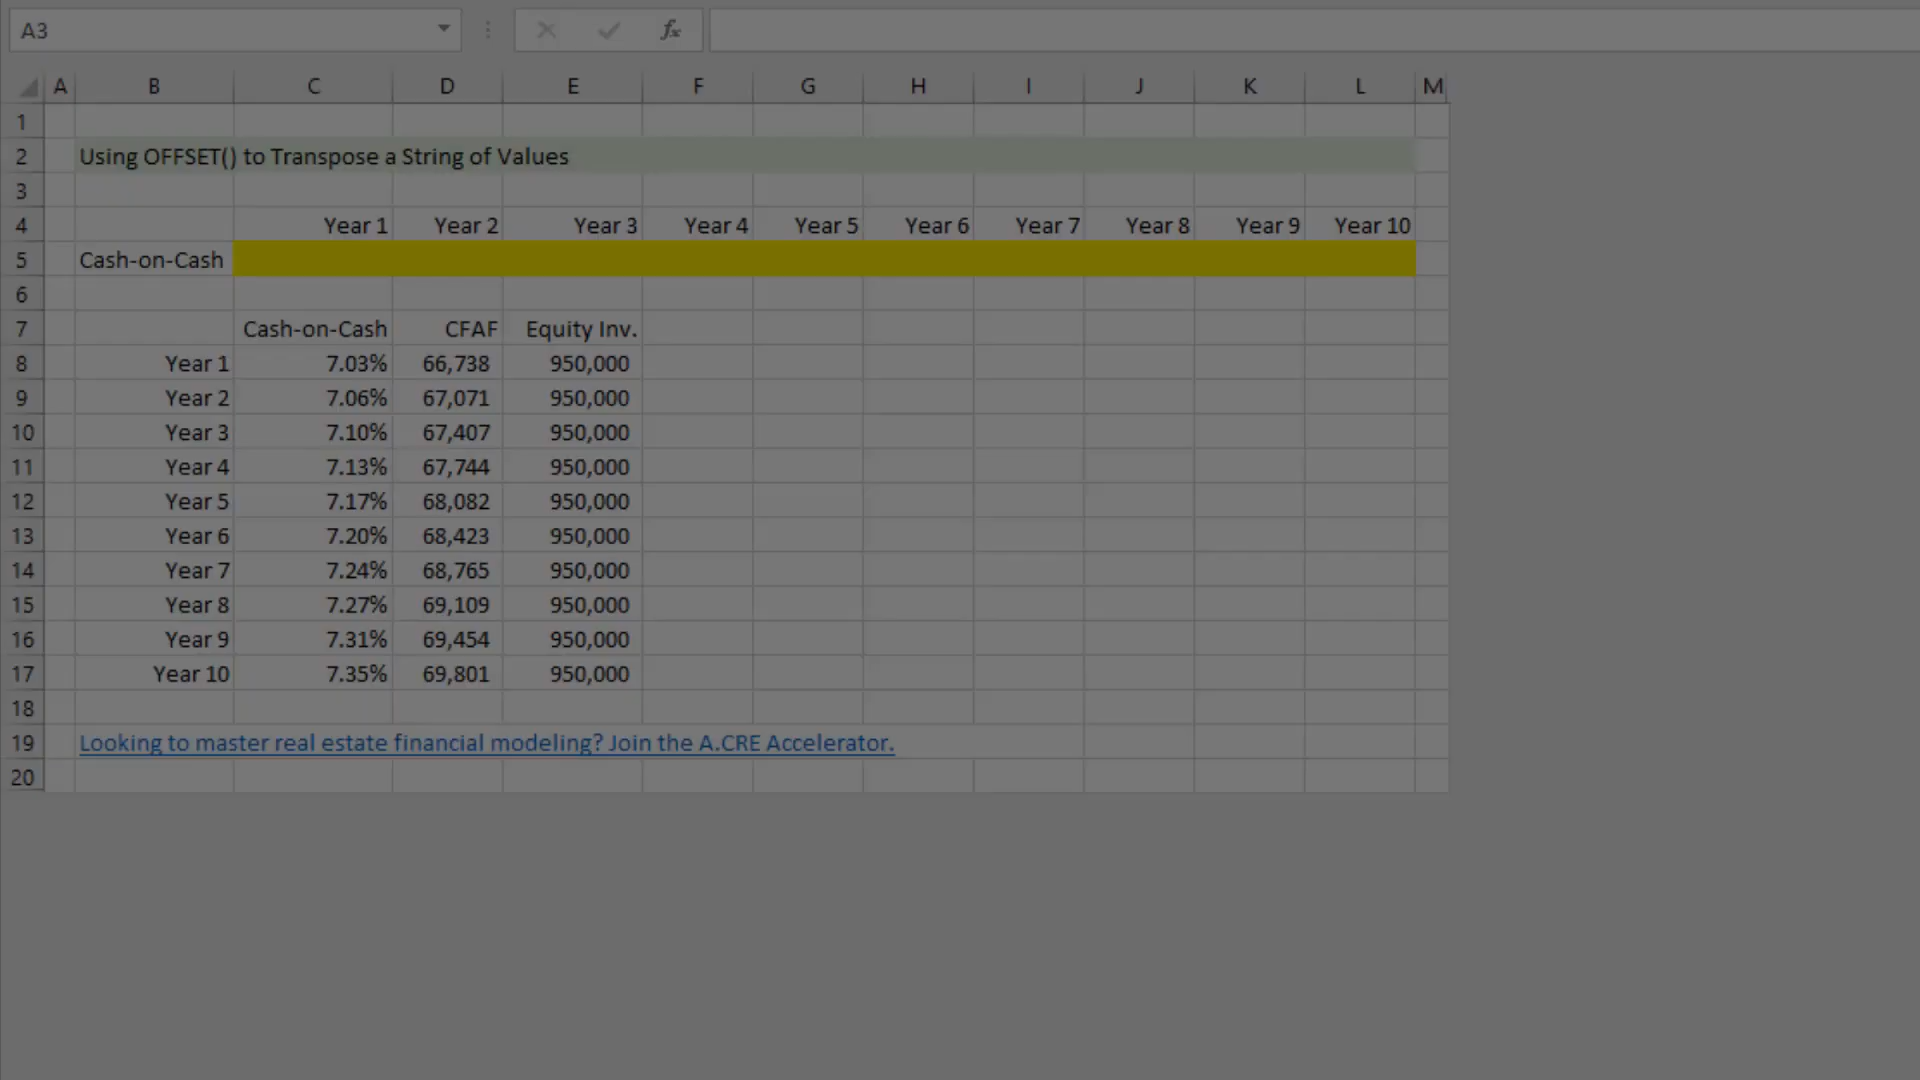 A3 fx
A B C D E F G H I J K L M
1
2 Using OFFSET() to Transpose a String of Values
3
4 Year 1 Year 2 Year 3 Year 4 Year 5 Year 6 Year 7 Year 8 Year 9 Year 10
5 Cash-on-Cash
6
7 Cash-on-Cash CFAF Equity Inv.
8 Year 1 7.03% 66,738 950,000
9 Year 2 7.06% 67,071 950,000
10 Year 3 7.10% 67,407 950,000
11 Year 4 7.13% 67,744 950,000
12 Year 5 7.17% 68,082 950,000
13 Year 6 7.20% 68,423 950,000
14 Year 7 7.24% 68,765 950,000
15 Year 8 7.27% 69,109 950,000
16 Year 9 7.31% 69,454 950,000
17 Year 10 7.35% 69,801 950,000
18
19 Looking to master real estate financial modeling? Join the A.CRE Accelerator.
20